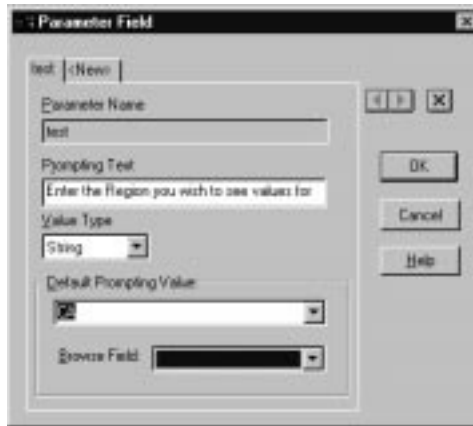 Parameter Field
test <New>
Parameter Name
test
Prompting Text
Enter the Region you wish to see values for
Value Type
String
Default Prompting Value:
CA
Browse Field:
OK
Cancel
Help